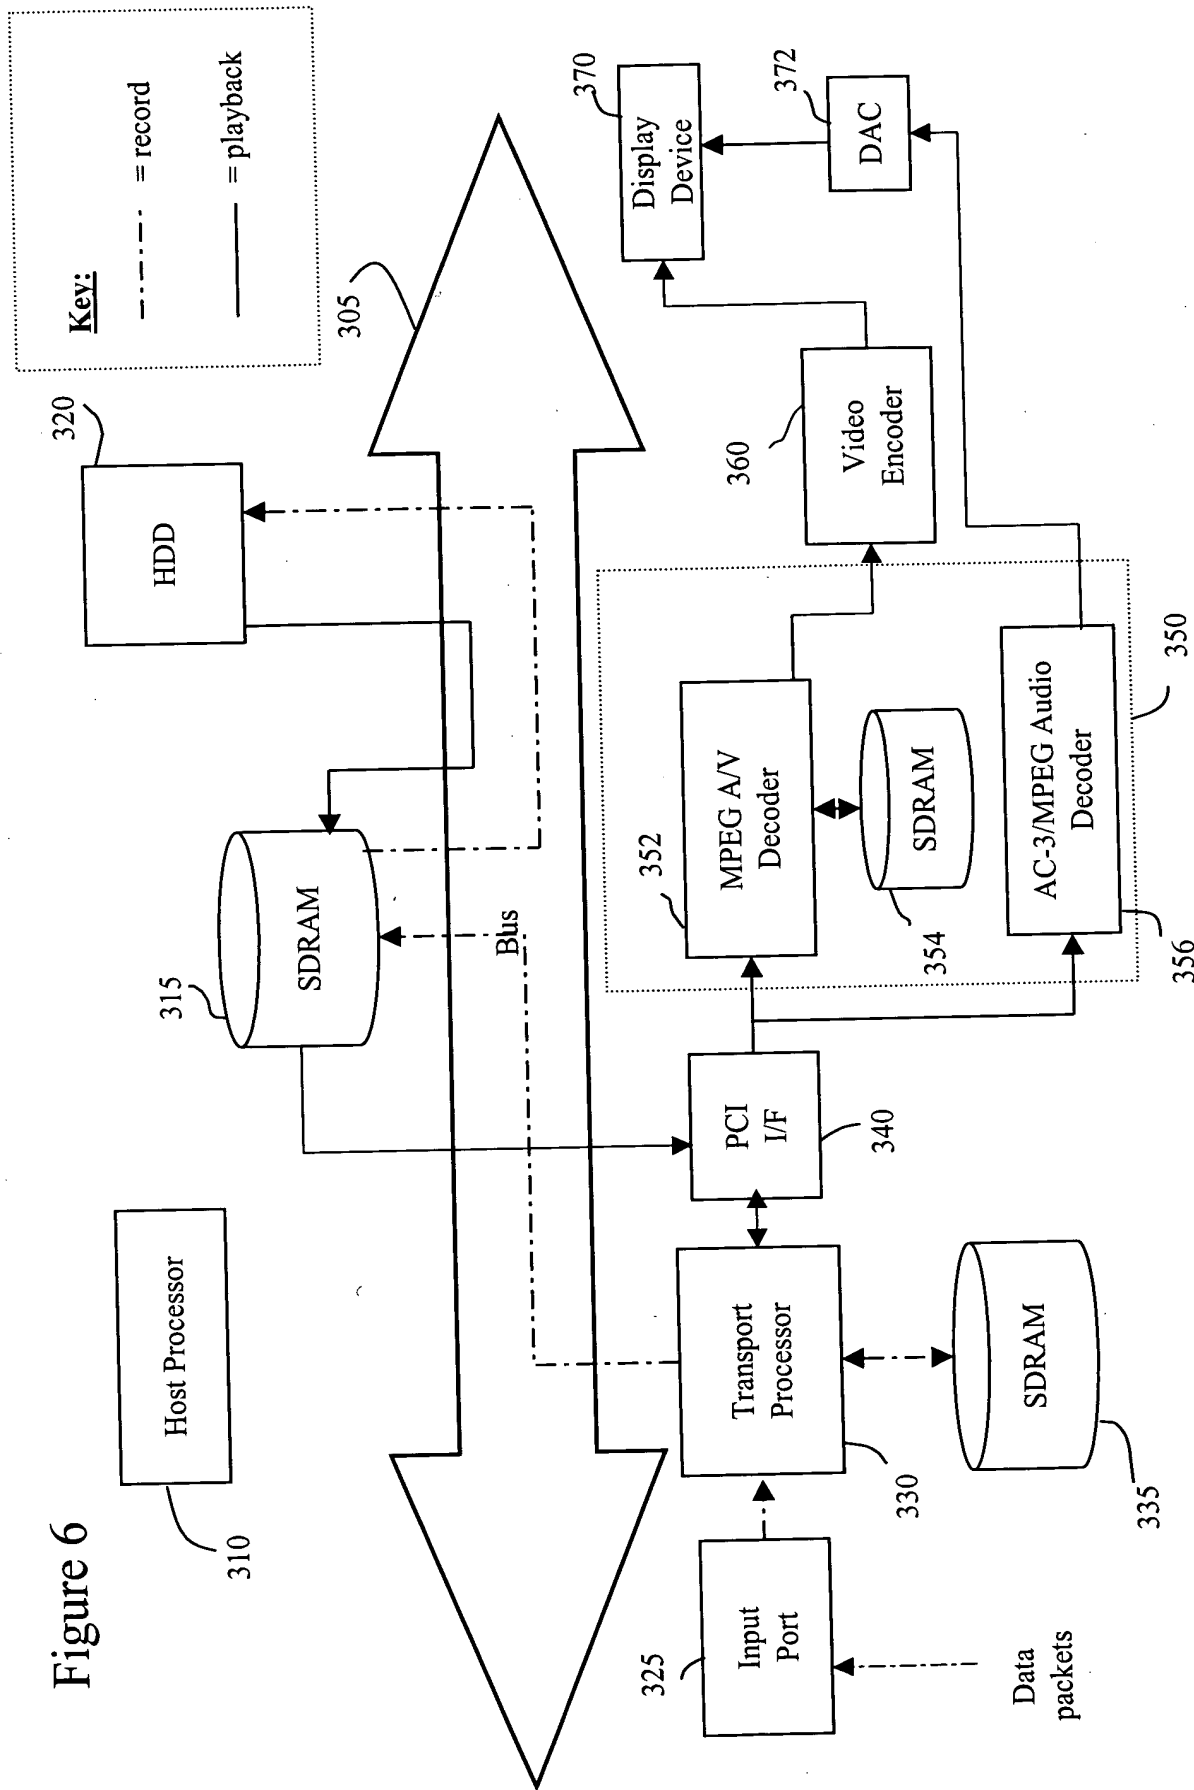 Figure 6
Key:
= record
= playback
310
Host Processor
315
SDRAM
320
HDD
305
Bus
325
Input
Port
Data
packets
330
Transport
Processor
335
SDRAM
340
PCI
I/F
352
MPEG A/V
Decoder
354
SDRAM
356
AC-3/MPEG Audio
Decoder
350
360
Video
Encoder
370
Display
Device
372
DAC